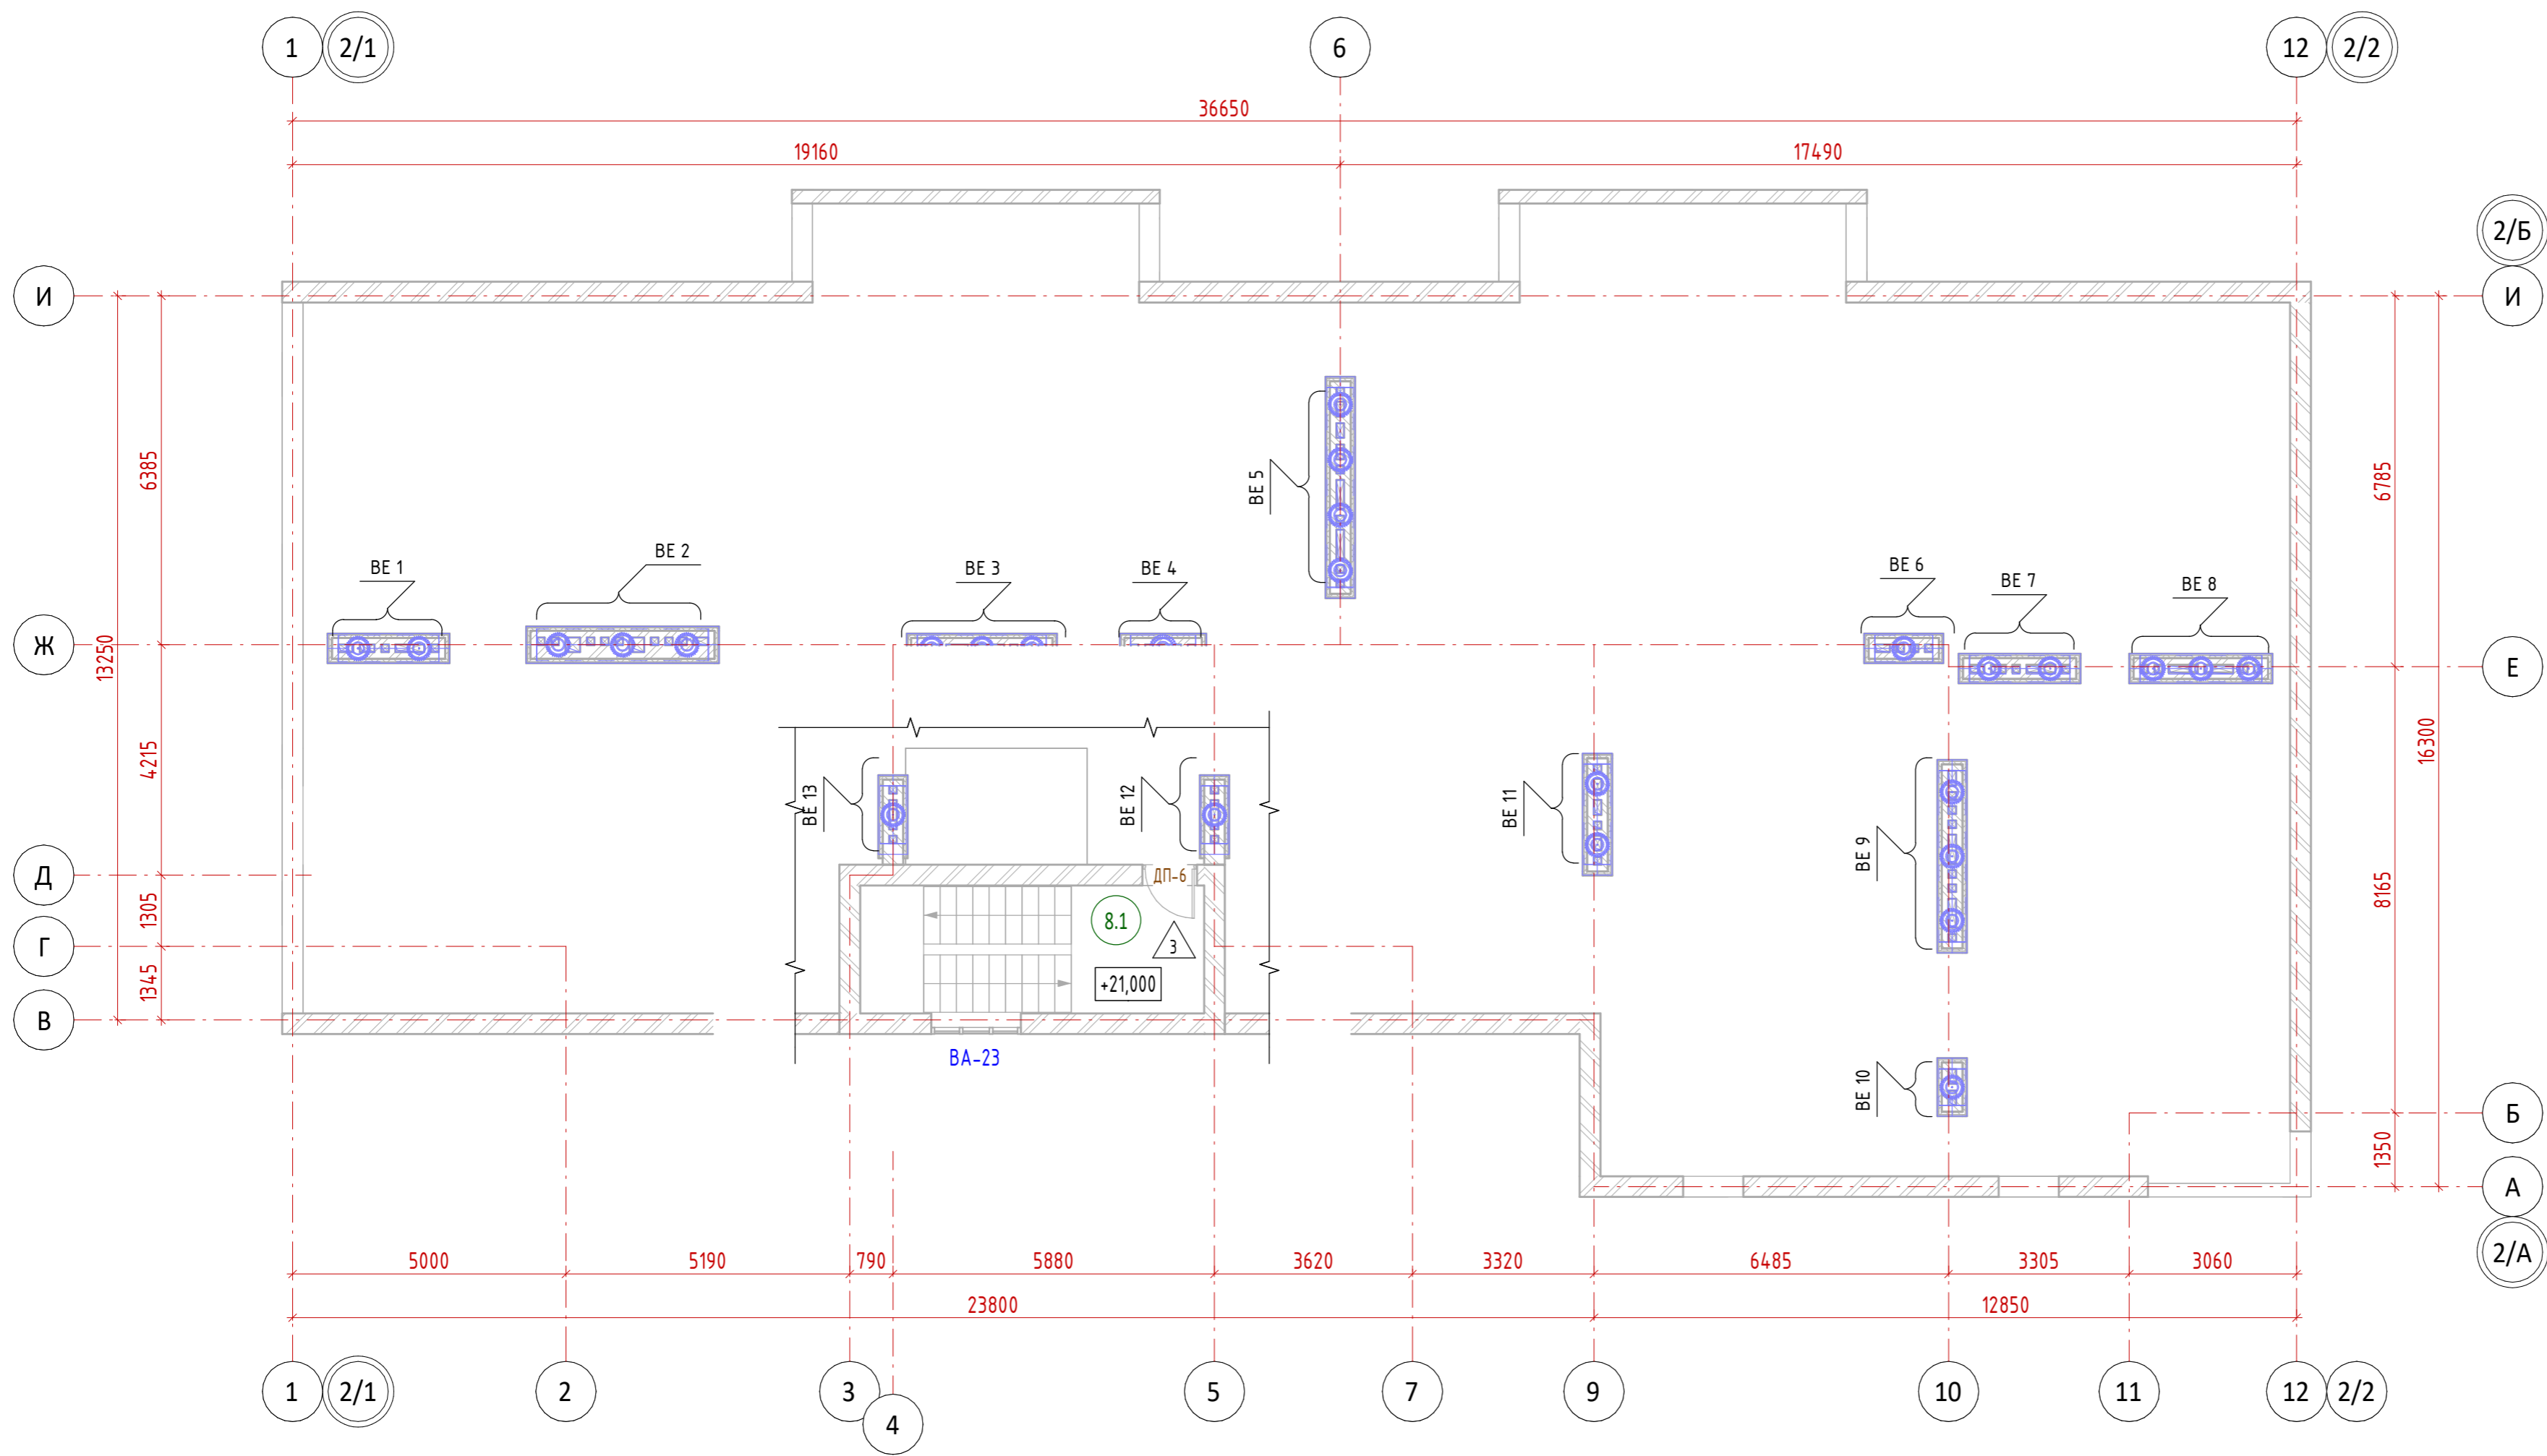 1 2/1 6 12 2/2
36650
19160 17490
2/Б
И И
6385 6785
ВЕ 5
ВЕ 1 ВЕ 2 ВЕ 3 ВЕ 4 ВЕ 6 ВЕ 7 ВЕ 8
Ж Е
13250
4215 16300
ВЕ 13 ВЕ 12 ВЕ 11 ВЕ 9
Д ДП-6
1305 8.1 8165
Г 3
1345 +21,000
В
ВА-23
ВЕ 10
Б
1350
А
2/А
5000 5190 790 5880 3620 3320 6485 3305 3060
23800 12850
1 2/1 2 3 5 7 9 10 11 12 2/2
4